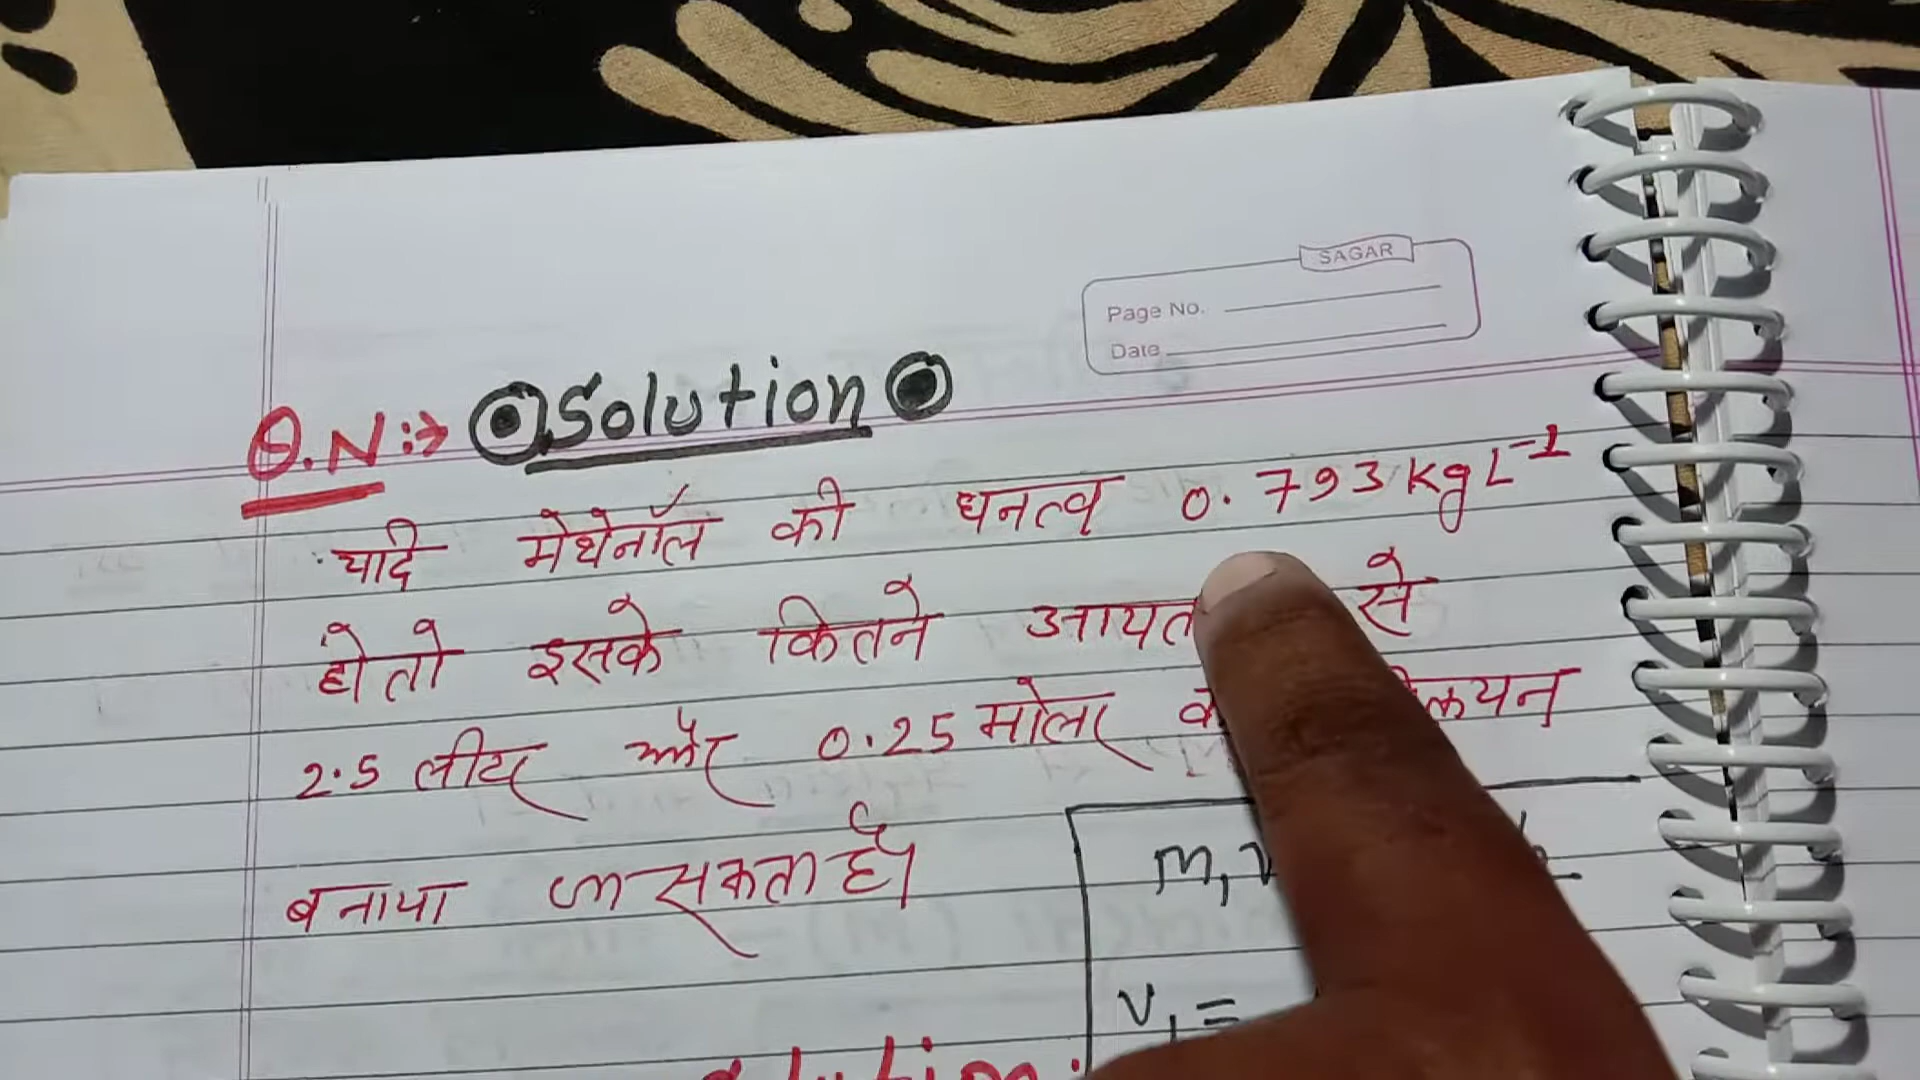 SAGAR
Page No.
Date
Q.N:→ Solution
यदि मेथेनॉल की घनत्व 0.793 kg L⁻¹
हो तो इसके कितने से
2.5 लीटर और 0.25 मोलर
बनाया जा सकता है।
m₁
V₁ =